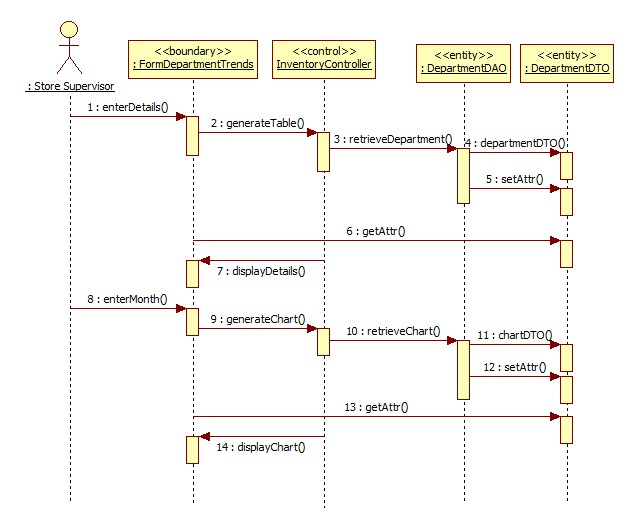 <<boundary>>
: FormDepartmentTrends
<<control>>
InventoryController
<<entity>>
: DepartmentDAO
<<entity>>
: DepartmentDTO
: Store Supervisor
1 : enterDetails()
2 : generateTable()
3 : retrieveDepartment()
4 : departmentDTO()
5 : setAttr()
6 : getAttr()
7 : displayDetails()
8 : enterMonth()
9 : generateChart()
10 : retrieveChart()
11 : chartDTO()
12 : setAttr()
13 : getAttr()
14 : displayChart()